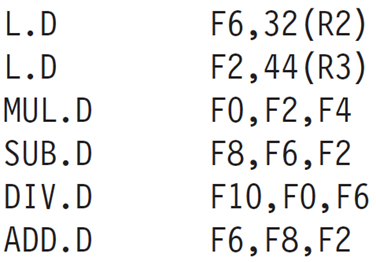 L.D F6,32(R2)
L.D F2,44(R3)
MUL.D F0,F2,F4
SUB.D F8,F6,F2
DIV.D F10,F0,F6
ADD.D F6,F8,F2